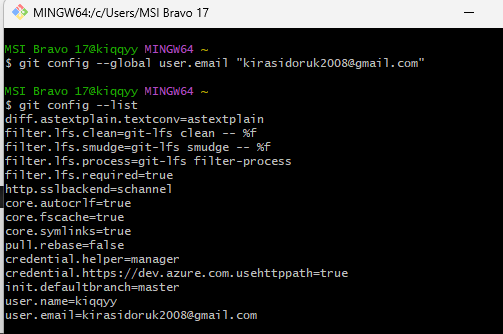 MINGW64:/c/Users/MSI Bravo 17
MSI Bravo 17@kiqqyy MINGW64 ~
$ git config --global user.email "kirasidoruk2008@gmail.com"
MSI Bravo 17@kiqqyy MINGW64 ~
$ git config --list
diff.astextplain.textconv=astextplain
filter.lfs.clean=git-lfs clean -- %f
filter.lfs.smudge=git-lfs smudge -- %f
filter.lfs.process=git-lfs filter-process
filter.lfs.required=true
http.sslbackend=schannel
core.autocrlf=true
core.fscache=true
core.symlinks=true
pull.rebase=false
credential.helper=manager
credential.https://dev.azure.com.usehttppath=true
init.defaultbranch=master
user.name=kiqqyy
user.email=kirasidoruk2008@gmail.com